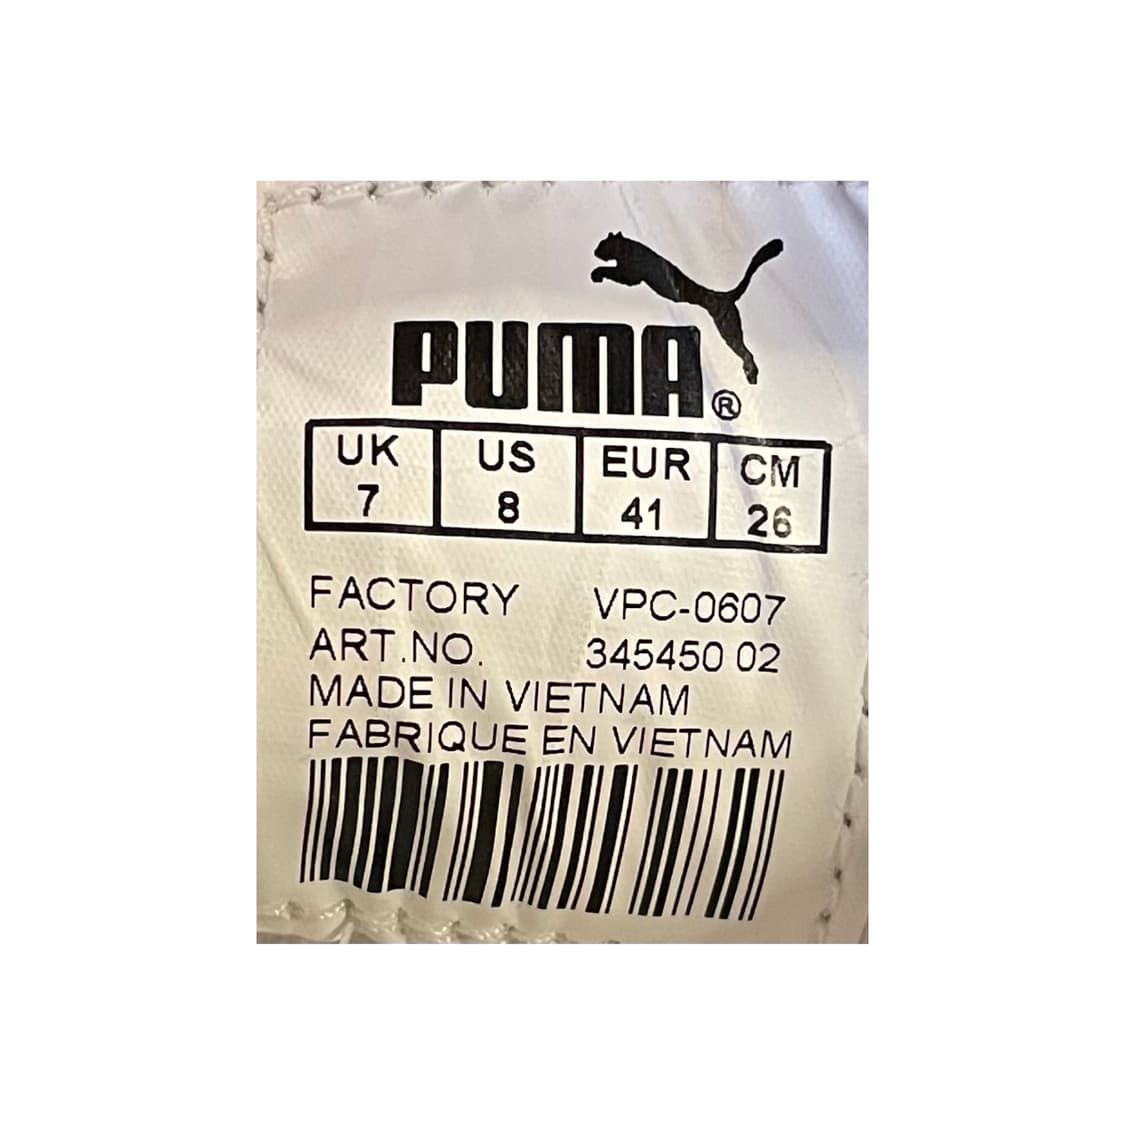 PUMA®
UK US EUR CM
7 8 41 26
FACTORY VPC-0607
ART.NO. 345450 02
MADE IN VIETNAM
FABRIQUE EN VIETNAM